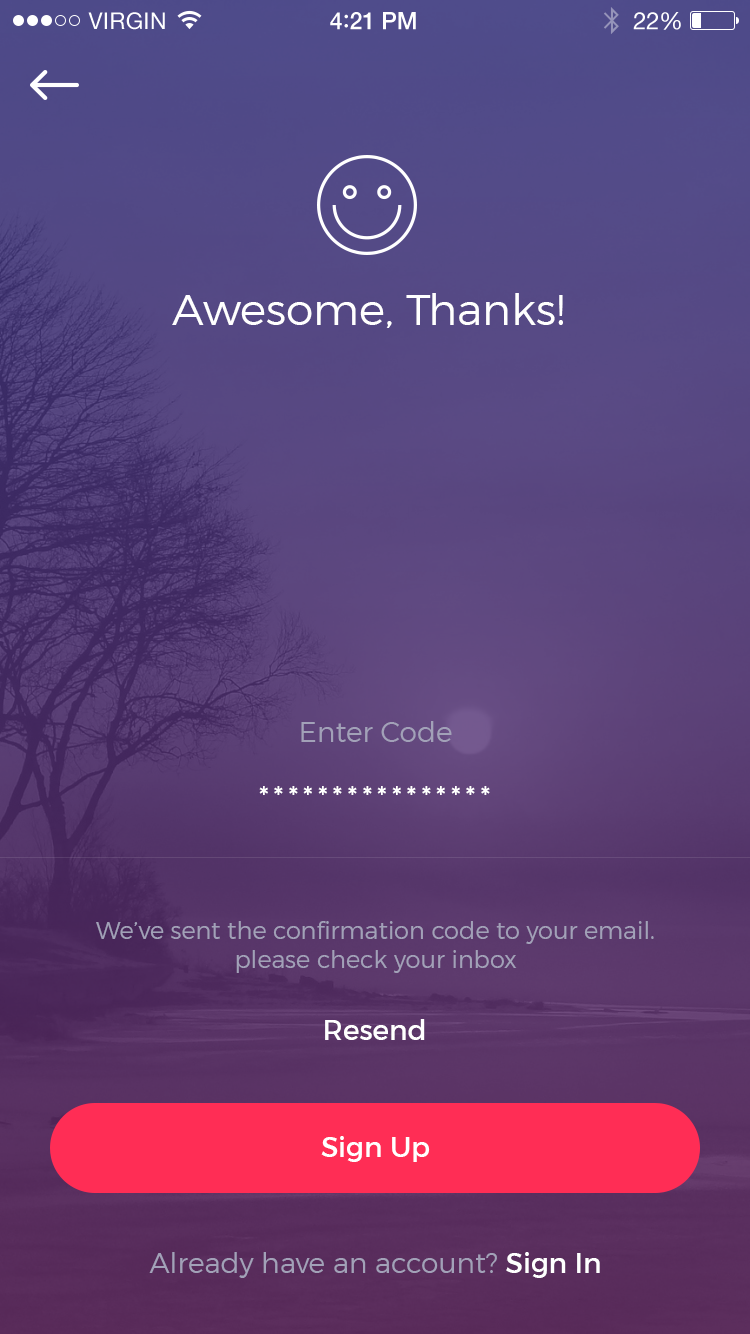 VIRGIN 4:21 PM 22%
Awesome, Thanks!
Enter Code
****************
We’ve sent the confirmation code to your email.
please check your inbox
Resend
Sign Up
Already have an account? Sign In